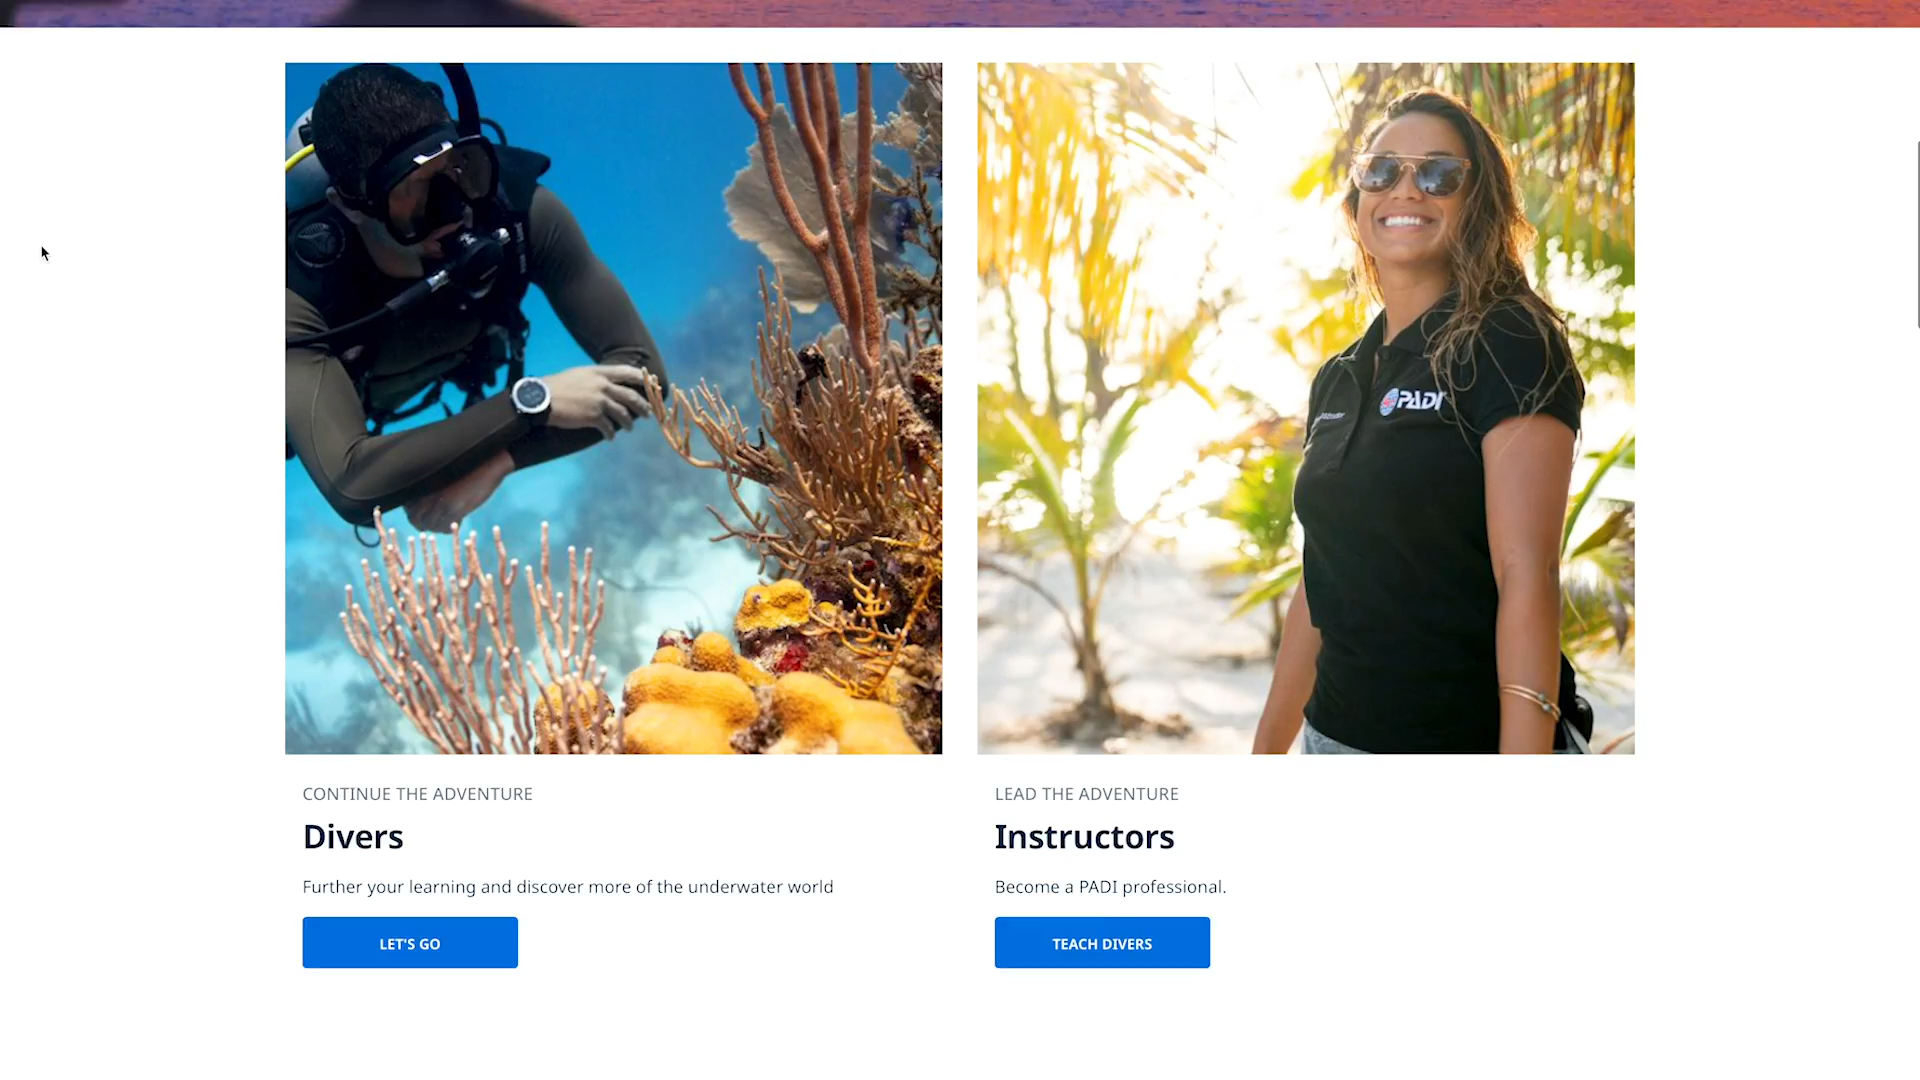 PADI
CONTINUE THE ADVENTURE
Divers
Further your learning and discover more of the underwater world
LET'S GO
LEAD THE ADVENTURE
Instructors
Become a PADI professional.
TEACH DIVERS